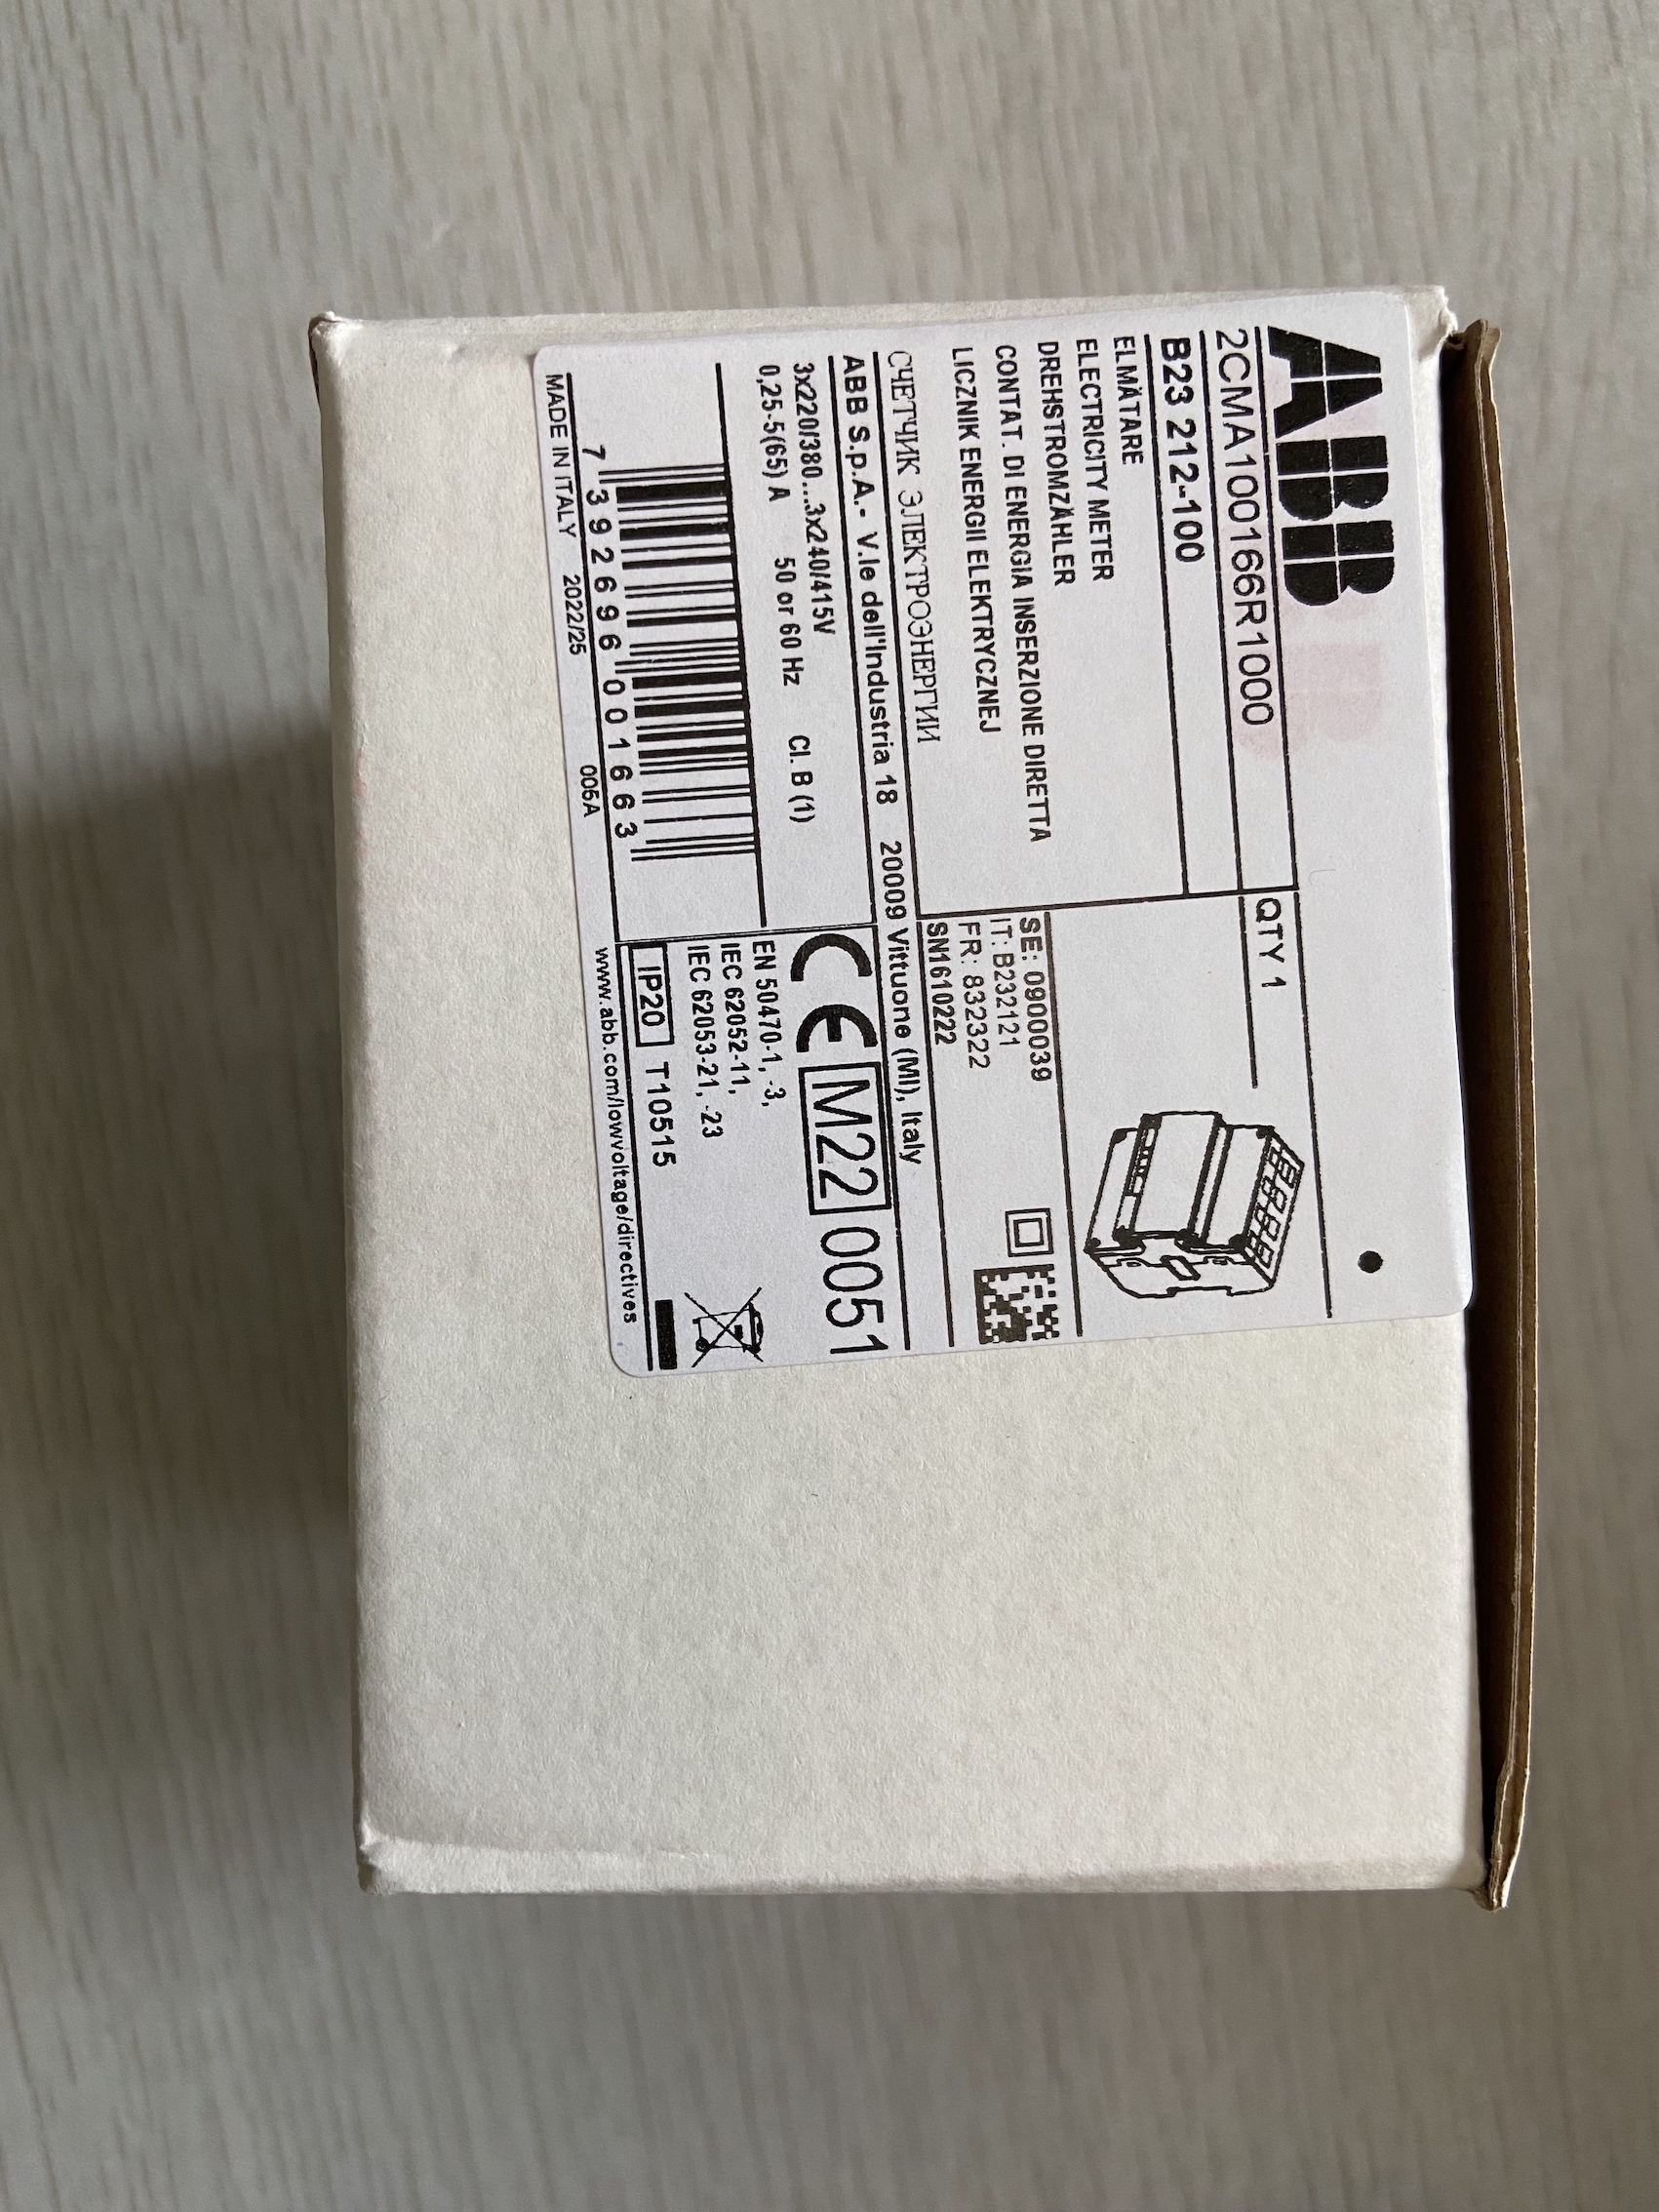 ABB
2CMA100166R1000
QTY 1
B23 212-100
ELMÄTARE
ELECTRICITY METER
DREHSTROMZÄHLER
CONTAT. DI ENERGIA INSERZIONE DIRETTA
LICZNIK ENERGII ELEKTRYCZNEJ
СЧЕТЧИК ЭЛЕКТРОЭНЕРГИИ
SE: 0900039
IT: B232121
FR: 832322
SN1610222
ABB S.p.A.- V.le dell'Industria 18 20009 Vittuone (MI), Italy
3x220/380...3x240/415V
0,25-5(65) A 50 or 60 Hz Cl. B (1)
CE M22 0051
EN 50470-1, -3,
IEC 62052-11,
IEC 62053-21, -23
IP20 T10515
7 392696 001663
MADE IN ITALY 2022/25 005A www.abb.com/lowvoltage/directives